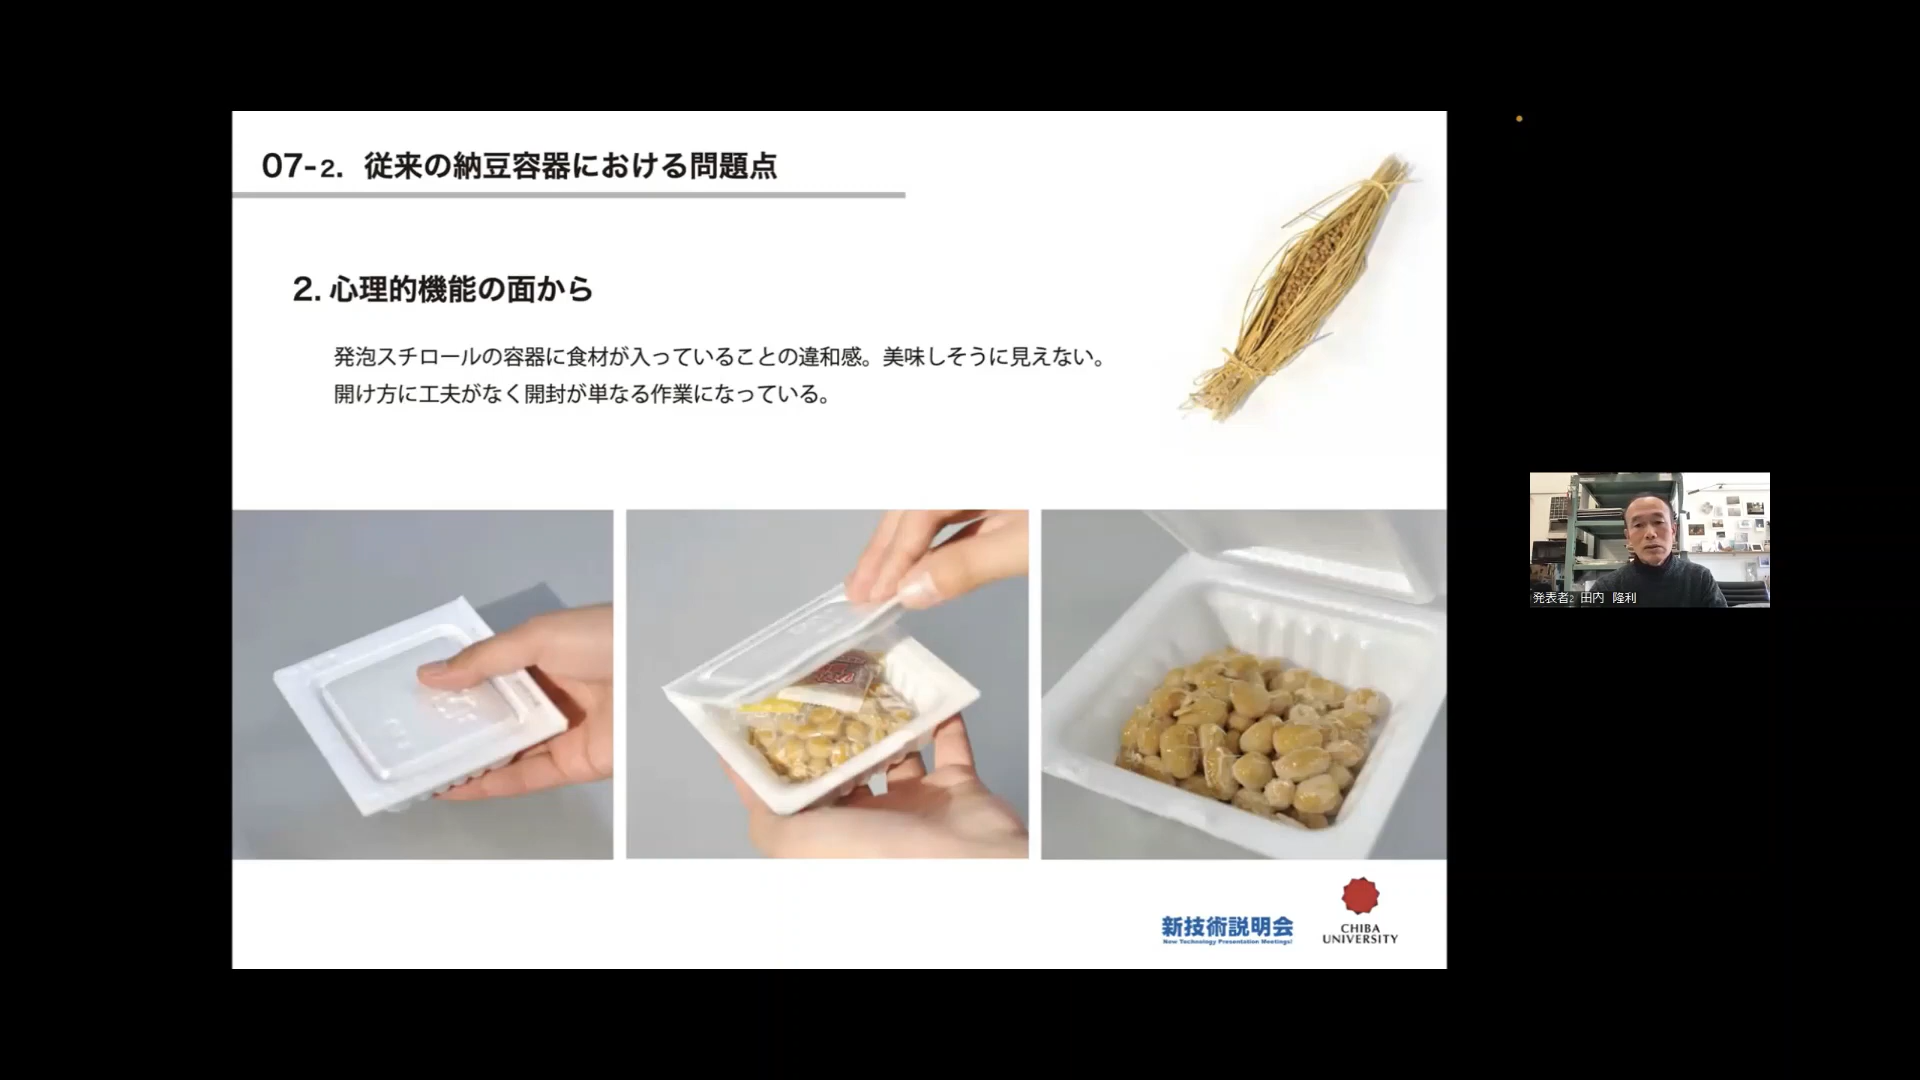 07-2. 従来の納豆容器における問題点
2. 心理的機能の面から
発泡スチロールの容器に食材が入っていることの違和感。美味しそうに見えない。
開け方に工夫がなく開封が単なる作業になっている。
発表者2 田内 隆利
新技術説明会
New Technology Presentation Meetings!
CHIBA
UNIVERSITY